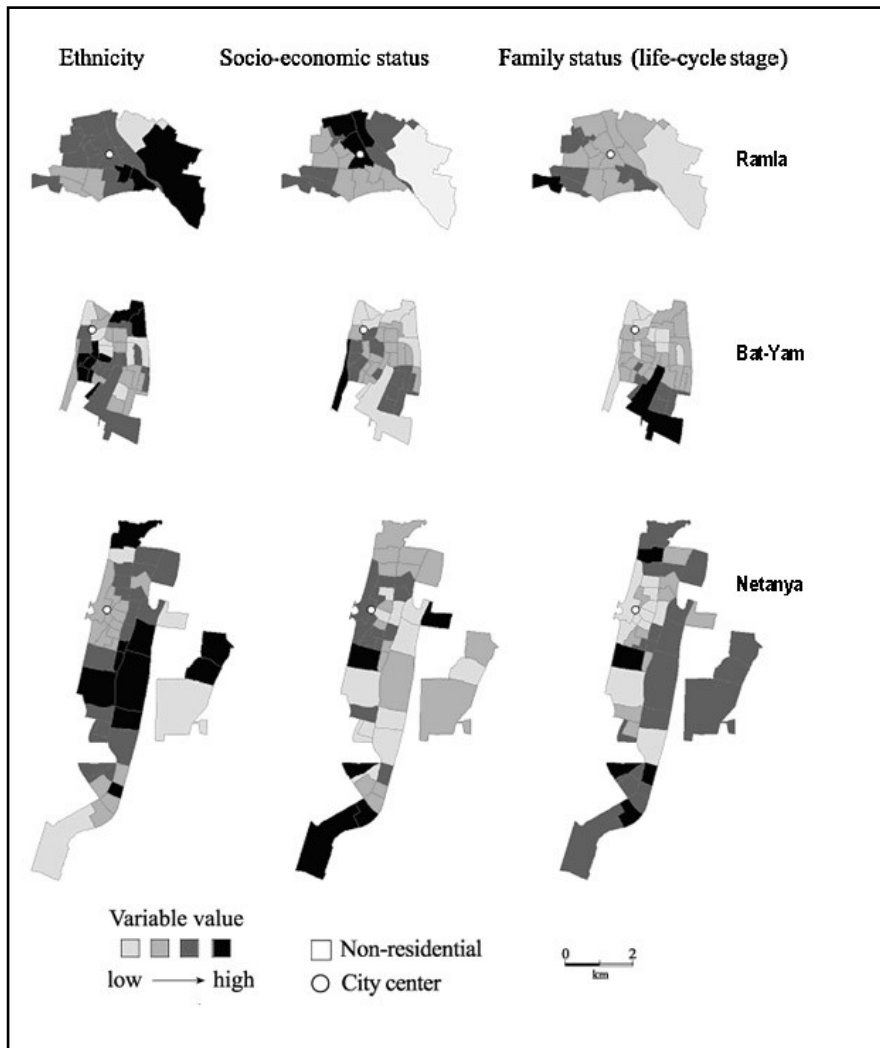 Ethnicity Socio-economic status Family status (life-cycle stage)
Ramla
Bat-Yam
Netanya
Variable value
low high
Non-residential
City center
0 2
km